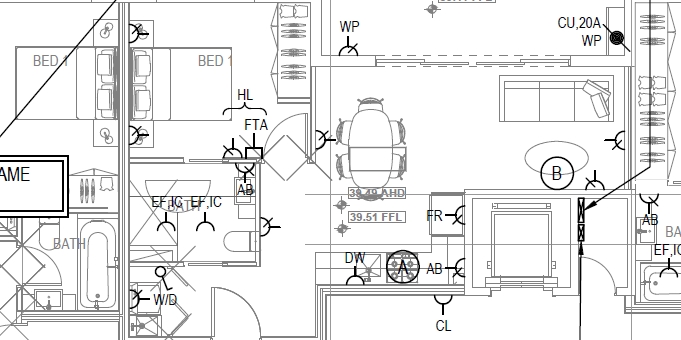 WP
CU,20A
WP
BED 1
BED 1
HL
FTA
AME
AB
B
EF,IC
EF,IC
39.49 AHD
39.51 FFL
FR
AB
BATH
BA
DW
A
AB
EF,IC
W/D
CL